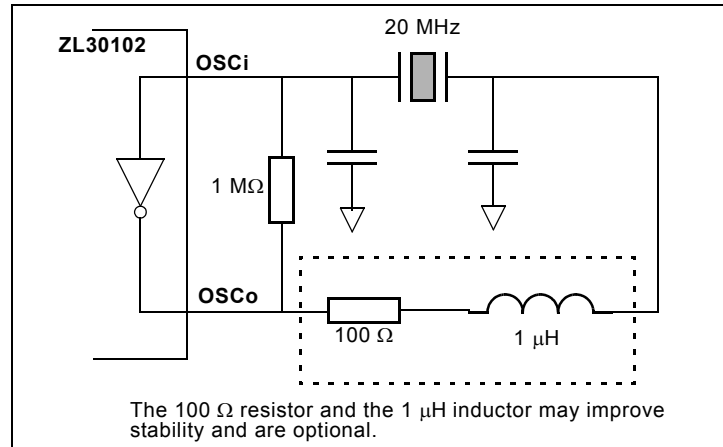 20 MHz
ZL30102
OSCi
1 MΩ
OSCo
100 Ω
1 μH
The 100 Ω resistor and the 1 μH inductor may improve
stability and are optional.